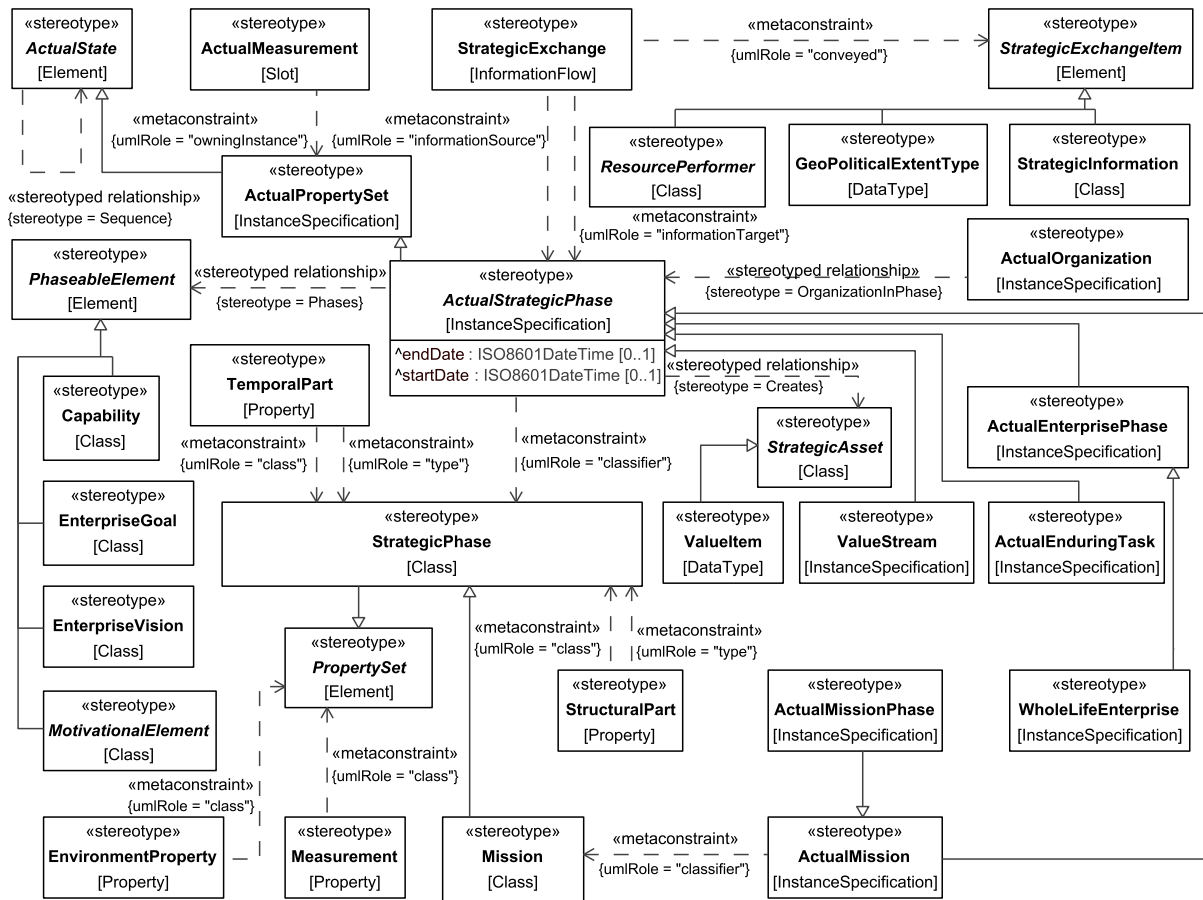 «stereotype»
ActualState
[Element]
«stereotype»
ActualMeasurement
[Slot]
«stereotype»
StrategicExchange
[InformationFlow]
«metaconstraint»
{umlRole = "conveyed"}
«stereotype»
StrategicExchangeItem
[Element]
«metaconstraint»
{umlRole = "owningInstance"}
«metaconstraint»
{umlRole = "informationSource"}
«stereotype»
ResourcePerformer
[Class]
«stereotype»
GeoPoliticalExtentType
[DataType]
«stereotype»
StrategicInformation
[Class]
«stereotyped relationship»
{stereotype = Sequence}
«stereotype»
ActualPropertySet
[InstanceSpecification]
«metaconstraint»
{umlRole = "informationTarget"}
«stereotype»
ActualOrganization
[InstanceSpecification]
«stereotype»
PhaseableElement
[Element]
«stereotyped relationship»
{stereotype = Phases}
«stereotype»
ActualStrategicPhase
[InstanceSpecification]
^endDate : ISO8601DateTime [0..1]
^startDate : ISO8601DateTime [0..1]
«stereotyped relationship»
{stereotype = OrganizationInPhase}
«stereotype»
TemporalPart
[Property]
«stereotyped relationship»
{stereotype = Creates}
«stereotype»
Capability
[Class]
«stereotype»
ActualEnterprisePhase
[InstanceSpecification]
«metaconstraint»
{umlRole = "class"}
«metaconstraint»
{umlRole = "type"}
«metaconstraint»
{umlRole = "classifier"}
«stereotype»
StrategicAsset
[Class]
«stereotype»
EnterpriseGoal
[Class]
«stereotype»
StrategicPhase
[Class]
«stereotype»
ValueItem
[DataType]
«stereotype»
ValueStream
[InstanceSpecification]
«stereotype»
ActualEnduringTask
[InstanceSpecification]
«stereotype»
EnterpriseVision
[Class]
«stereotype»
PropertySet
[Element]
«metaconstraint»
{umlRole = "class"}
«metaconstraint»
{umlRole = "type"}
«stereotype»
MotivationalElement
[Class]
«stereotype»
StructuralPart
[Property]
«stereotype»
ActualMissionPhase
[InstanceSpecification]
«stereotype»
WholeLifeEnterprise
[InstanceSpecification]
«metaconstraint»
{umlRole = "class"}
«metaconstraint»
{umlRole = "class"}
«stereotype»
EnvironmentProperty
[Property]
«stereotype»
Measurement
[Property]
«stereotype»
Mission
[Class]
«metaconstraint»
{umlRole = "classifier"}
«stereotype»
ActualMission
[InstanceSpecification]